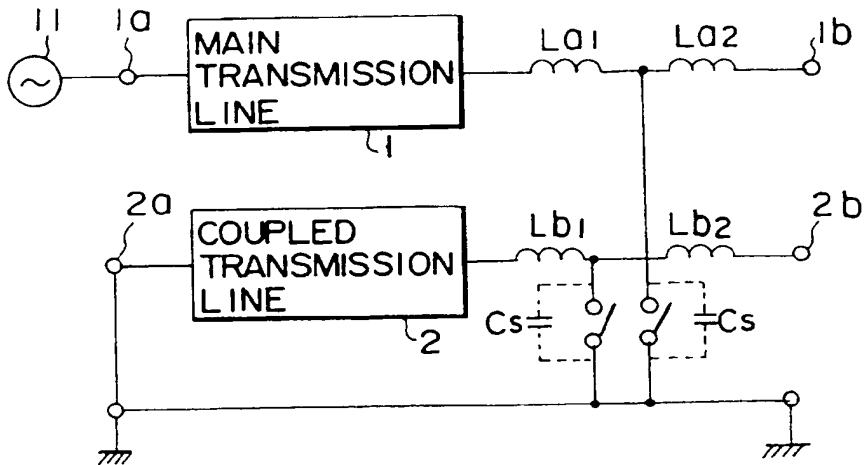 11
1a
MAIN
TRANSMISSION
LINE
1
La1
La2
1b
2a
COUPLED
TRANSMISSION
LINE
2
Lb1
Lb2
2b
Cs
Cs